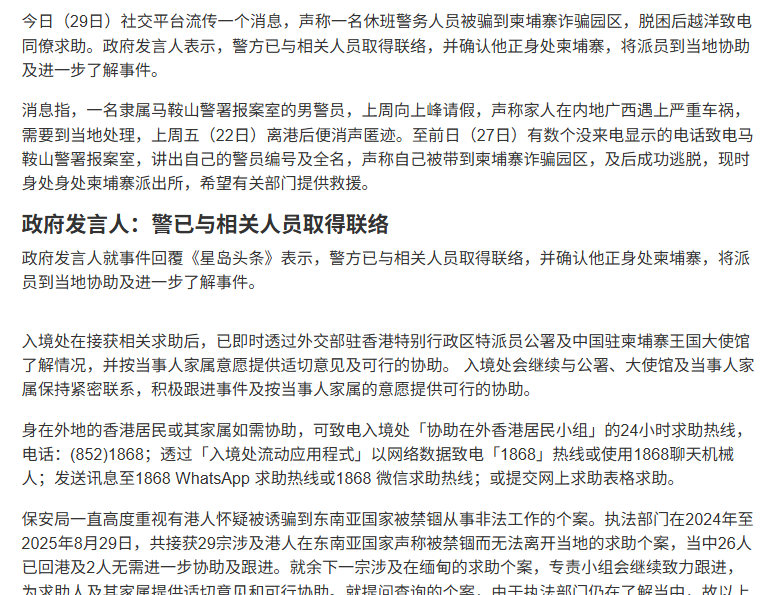 今日（29日）社交平台流传一个消息，声称一名休班警务人员被骗到柬埔寨诈骗园区，脱困后越洋致电
同僚求助。政府发言人表示，警方已与相关人员取得联络，并确认他正身处柬埔寨，将派员到当地协助
及进一步了解事件。
消息指，一名隶属马鞍山警署报案室的男警员，上周向上峰请假，声称家人在内地广西遇上严重车祸，
需要到当地处理，上周五（22日）离港后便消声匿迹。至前日（27日）有数个没来电显示的电话致电马
鞍山警署报案室，讲出自己的警员编号及全名，声称自己被带到柬埔寨诈骗园区，及后成功逃脱，现时
身处身处柬埔寨派出所，希望有关部门提供救援。
政府发言人：警已与相关人员取得联络
政府发言人就事件回覆《星岛头条》表示，警方已与相关人员取得联络，并确认他正身处柬埔寨，将派
员到当地协助及进一步了解事件。
入境处在接获相关求助后，已即时透过外交部驻香港特别行政区特派员公署及中国驻柬埔寨王国大使馆
了解情况，并按当事人家属意愿提供适切意见及可行的协助。 入境处会继续与公署、大使馆及当事人家
属保持紧密联系，积极跟进事件及按当事人家属的意愿提供可行的协助。
身在外地的香港居民或其家属如需协助，可致电入境处「协助在外香港居民小组」的24小时求助热线，
电话：(852)1868；透过「入境处流动应用程式」以网络数据致电「1868」热线或使用1868聊天机械
人；发送讯息至1868 WhatsApp 求助热线或1868 微信求助热线；或提交网上求助表格求助。
保安局一直高度重视有港人怀疑被诱骗到东南亚国家被禁锢从事非法工作的个案。执法部门在2024年至
2025年8月29日，共接获29宗涉及港人在东南亚国家声称被禁锢而无法离开当地的求助个案，当中26人
已回港及2人无需进一步协助及跟进。就余下一宗涉及在缅甸的求助个案，专责小组会继续致力跟进，
为求助人及其家属提供适切意见和可行协助。就提问查询的个案，由于执法部门仍在了解当中，故以上